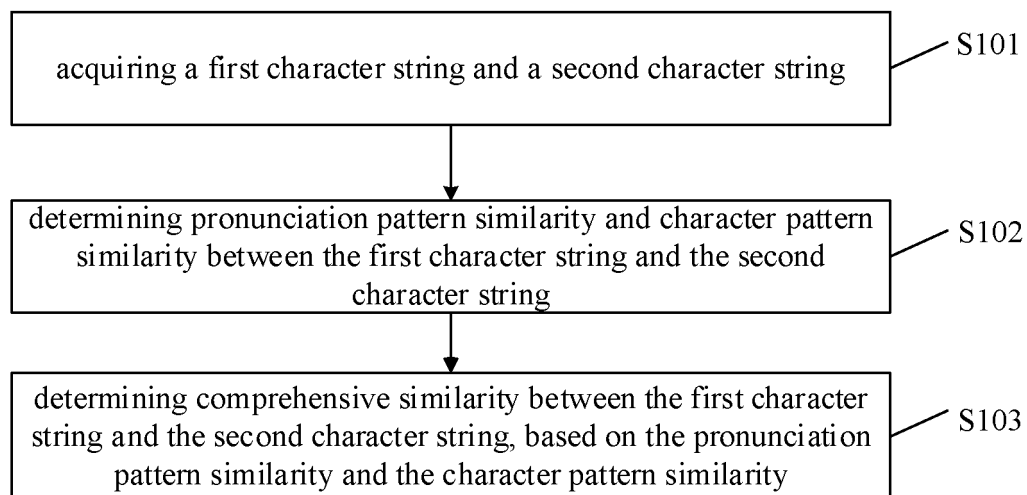 acquiring a first character string and a second character string
S101
determining pronunciation pattern similarity and character pattern
similarity between the first character string and the second
character string
S102
determining comprehensive similarity between the first character
string and the second character string, based on the pronunciation
pattern similarity and the character pattern similarity
S103